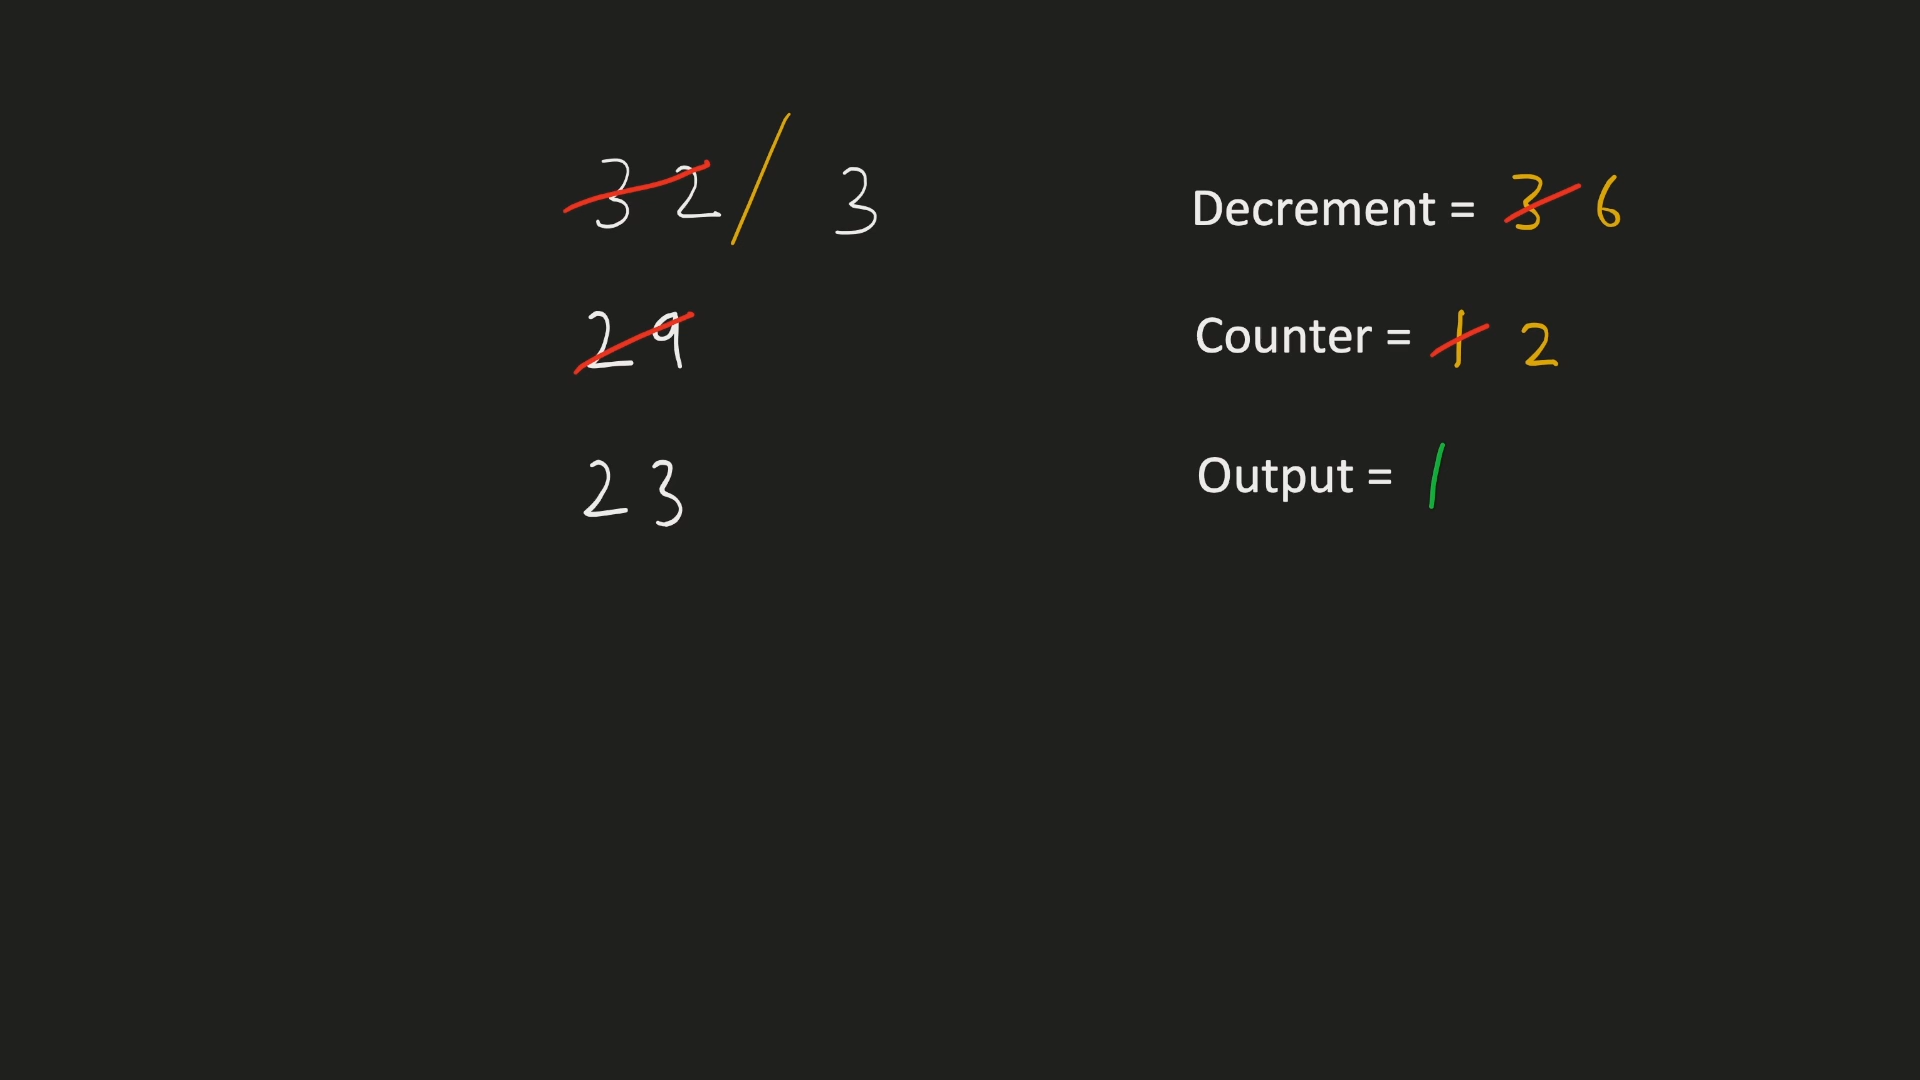 32 / 3
29
23
Decrement = 3 6
Counter = 1 2
Output = 1